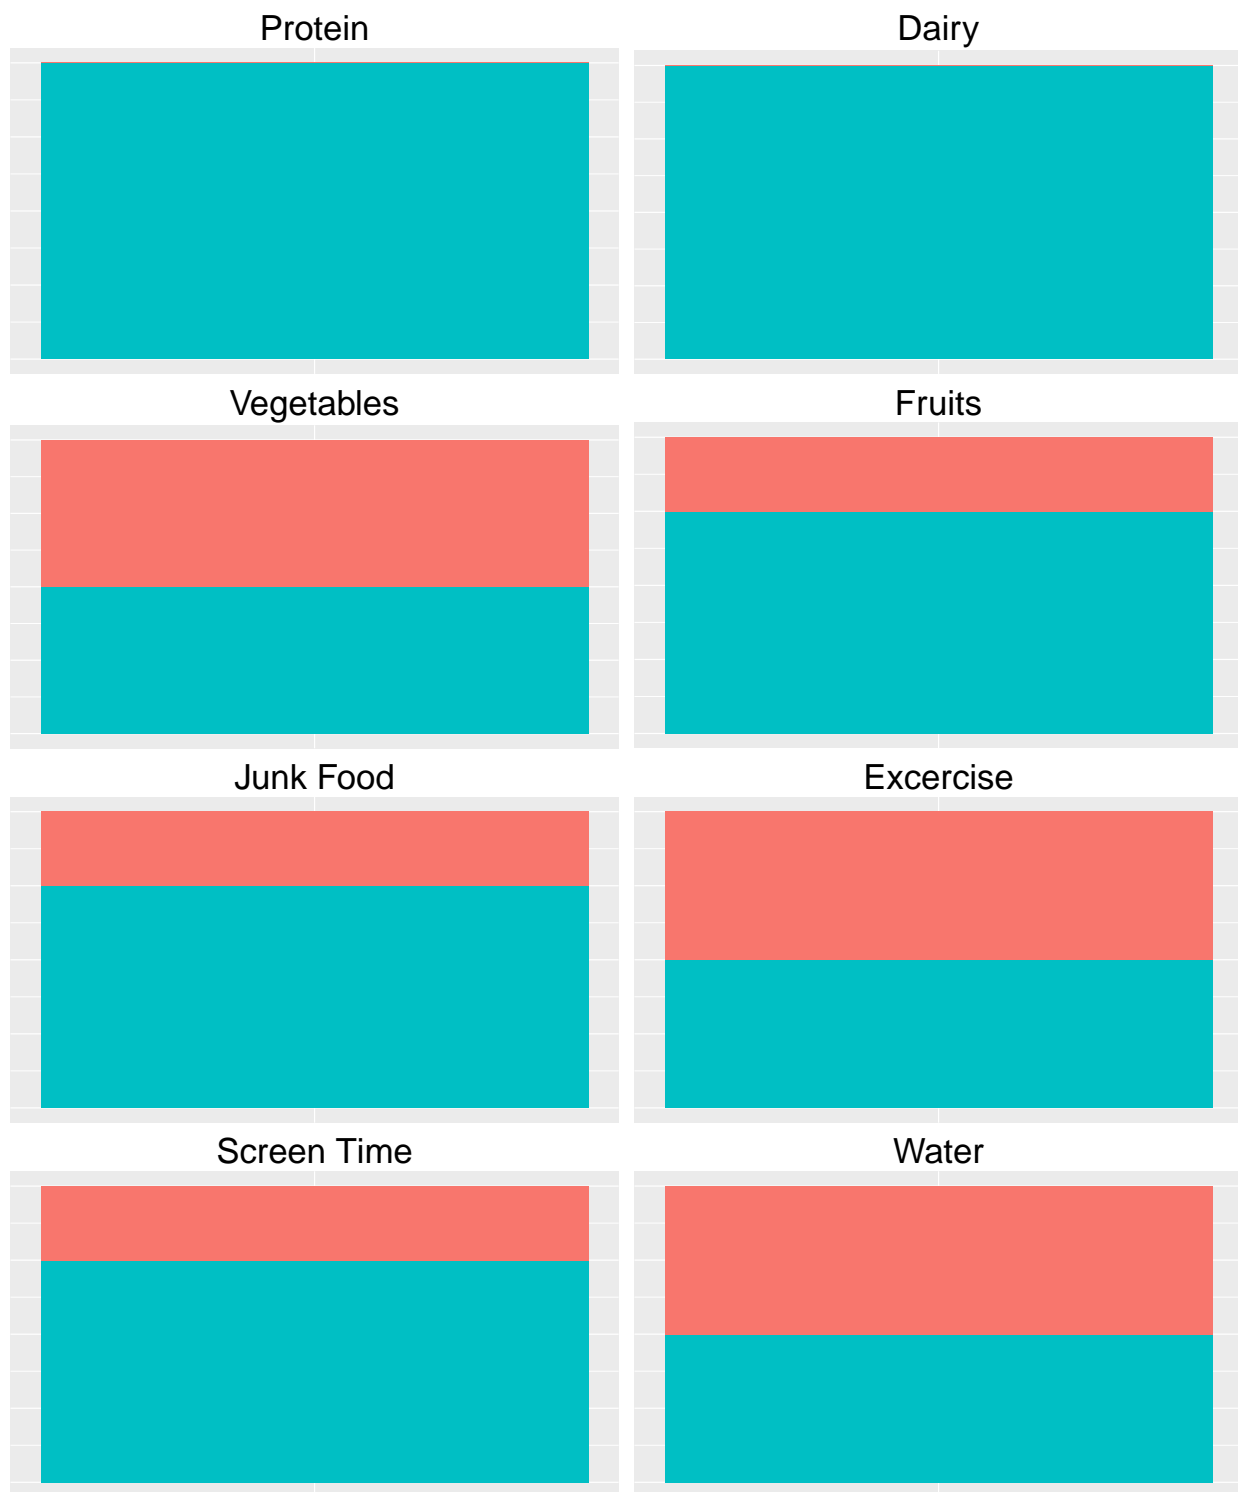 Protein
Dairy
Vegetables
Fruits
Junk Food
Excercise
Screen Time
Water